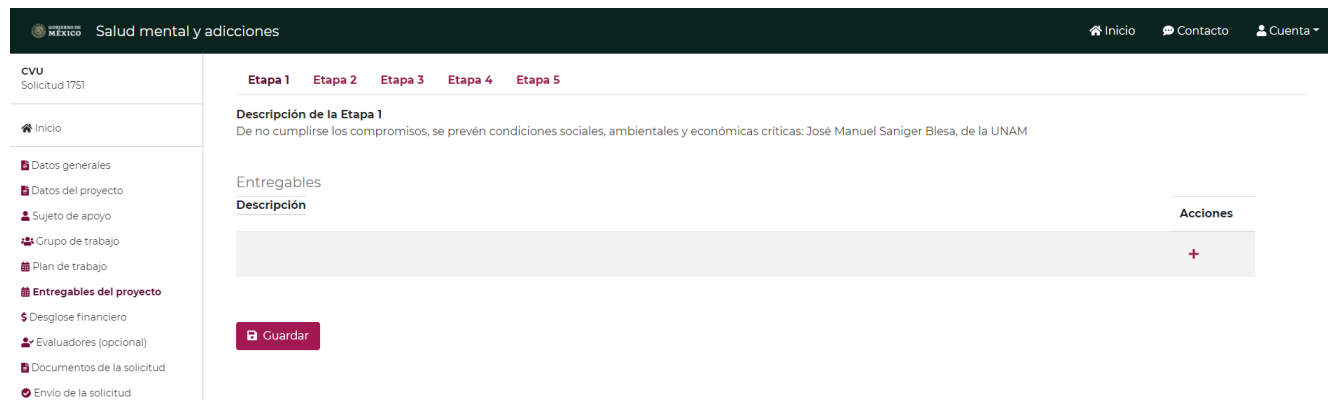 GOBIERNO DE
MÉXICO
Salud mental y adicciones
Inicio
Contacto
Cuenta
CVU
Solicitud 1751
Inicio
Datos generales
Datos del proyecto
Sujeto de apoyo
Grupo de trabajo
Plan de trabajo
Entregables del proyecto
$ Desglose financiero
Evaluadores (opcional)
Documentos de la solicitud
Envío de la solicitud
Etapa 1 Etapa 2 Etapa 3 Etapa 4 Etapa 5
Descripción de la Etapa 1
De no cumplirse los compromisos, se prevén condiciones sociales, ambientales y económicas críticas: José Manuel Saniger Blesa, de la UNAM
Entregables
Descripción
Acciones
+
Guardar